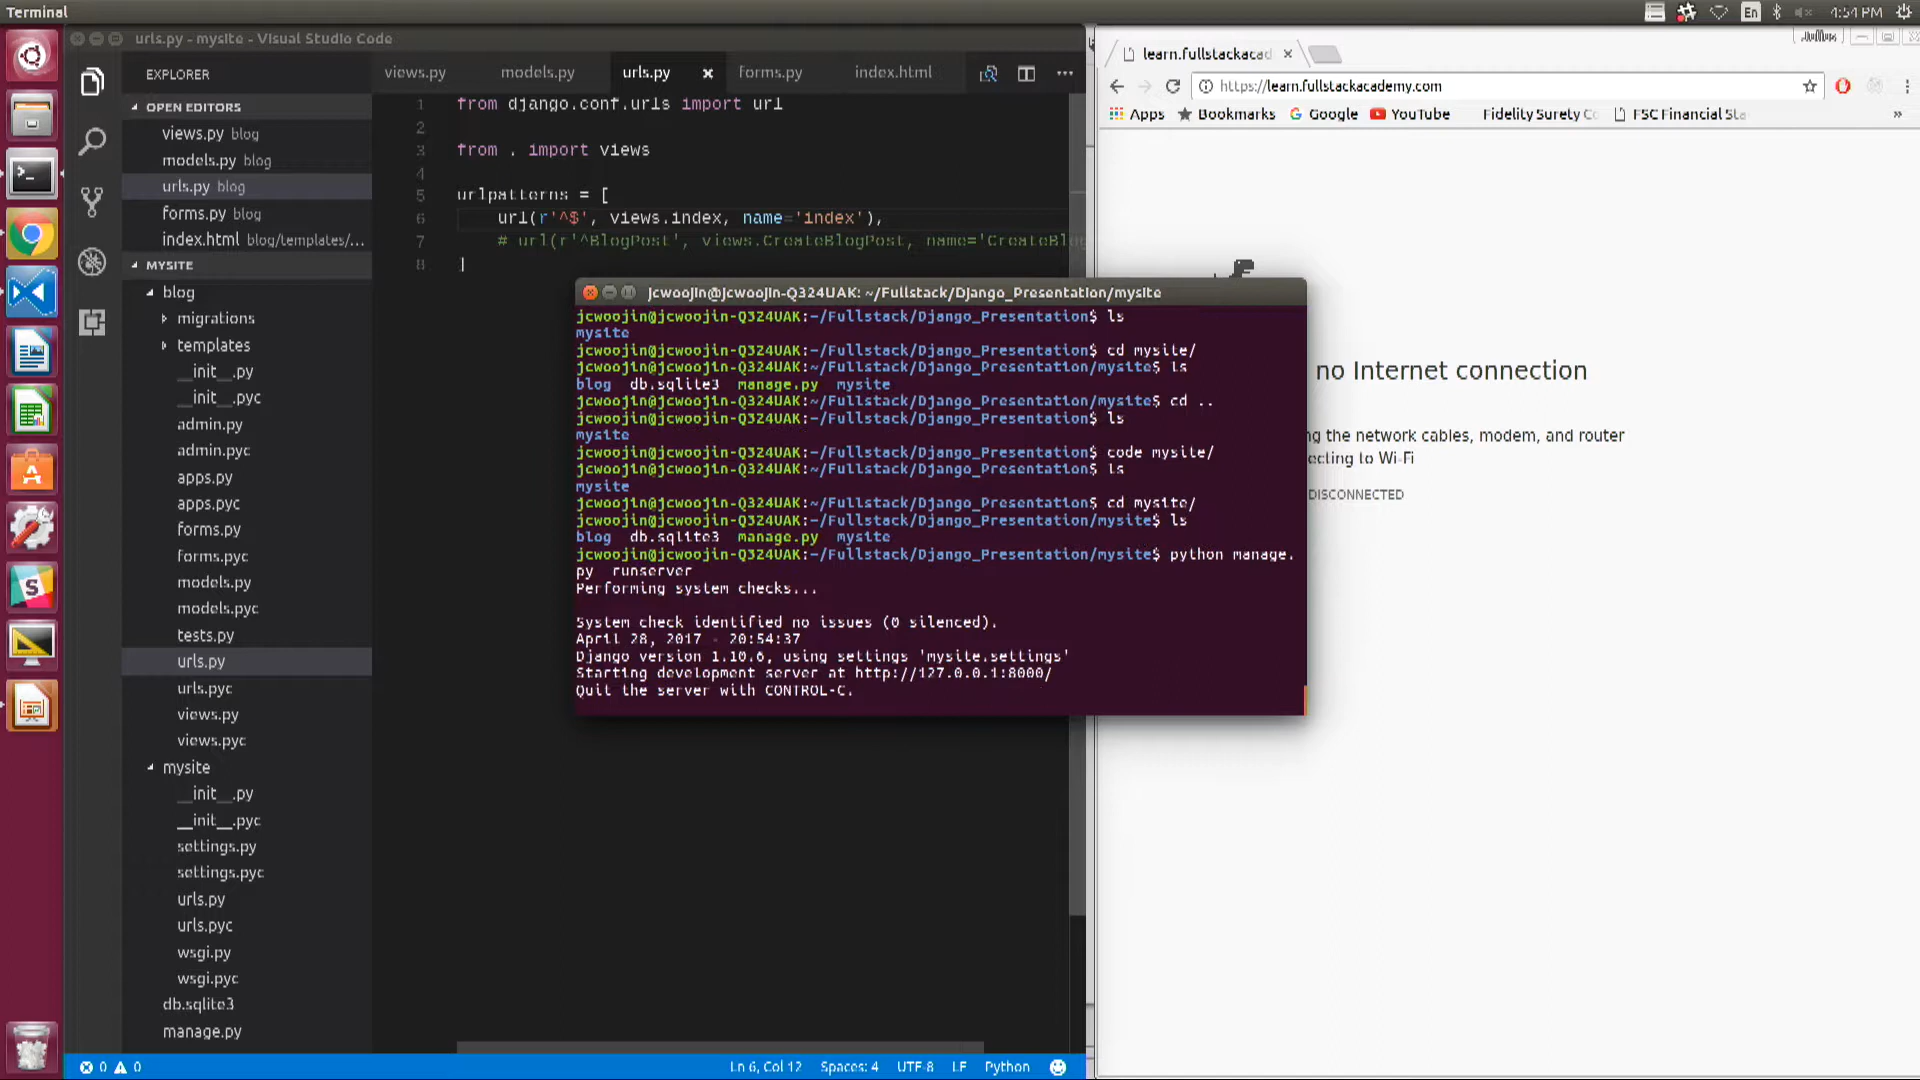 Terminal
En
4:54 PM
urls.py - mysite - Visual Studio Code
EXPLORER
OPEN EDITORS
views.py blog
models.py blog
urls.py blog
forms.py blog
index.html blog/templates/...
MYSITE
blog
migrations
templates
__init__.py
__init__.pyc
admin.py
admin.pyc
apps.py
apps.pyc
forms.py
forms.pyc
models.py
models.pyc
tests.py
urls.py
urls.pyc
views.py
views.pyc
mysite
__init__.py
__init__.pyc
settings.py
settings.pyc
urls.py
urls.pyc
wsgi.py
wsgi.pyc
db.sqlite3
manage.py
views.py models.py urls.py forms.py index.html
1 from django.conf.urls import url
2
3 from . import views
4
5 urlpatterns = [
6 url(r'^$', views.index, name='index'),
7 # url(r'^BlogPost', views.CreateBlogPost, name='CreateBlog
8 ]
jcwoojin@jcwoojin-Q324UAK: ~/Fullstack/Django_Presentation/mysite
jcwoojin@jcwoojin-Q324UAK:~/Fullstack/Django_Presentation$ ls
mysite
jcwoojin@jcwoojin-Q324UAK:~/Fullstack/Django_Presentation$ cd mysite/
jcwoojin@jcwoojin-Q324UAK:~/Fullstack/Django_Presentation/mysite$ ls
blog db.sqlite3 manage.py mysite
jcwoojin@jcwoojin-Q324UAK:~/Fullstack/Django_Presentation/mysite$ cd ..
jcwoojin@jcwoojin-Q324UAK:~/Fullstack/Django_Presentation$ ls
mysite
jcwoojin@jcwoojin-Q324UAK:~/Fullstack/Django_Presentation$ code mysite/
jcwoojin@jcwoojin-Q324UAK:~/Fullstack/Django_Presentation$ ls
mysite
jcwoojin@jcwoojin-Q324UAK:~/Fullstack/Django_Presentation$ cd mysite/
jcwoojin@jcwoojin-Q324UAK:~/Fullstack/Django_Presentation/mysite$ ls
blog db.sqlite3 manage.py mysite
jcwoojin@jcwoojin-Q324UAK:~/Fullstack/Django_Presentation/mysite$ python manage.
py runserver
Performing system checks...
System check identified no issues (0 silenced).
April 28, 2017 - 20:54:37
Django version 1.10.6, using settings 'mysite.settings'
Starting development server at http://127.0.0.1:8000/
Quit the server with CONTROL-C.
0 0
Ln 6, Col 12 Spaces: 4 UTF-8 LF Python
learn.fullstackacad
https://learn.fullstackacademy.com
Apps Bookmarks Google YouTube Fidelity Surety Co FSC Financial Sta »
no Internet connection
ng the network cables, modem, and router
ecting to Wi-Fi
DISCONNECTED